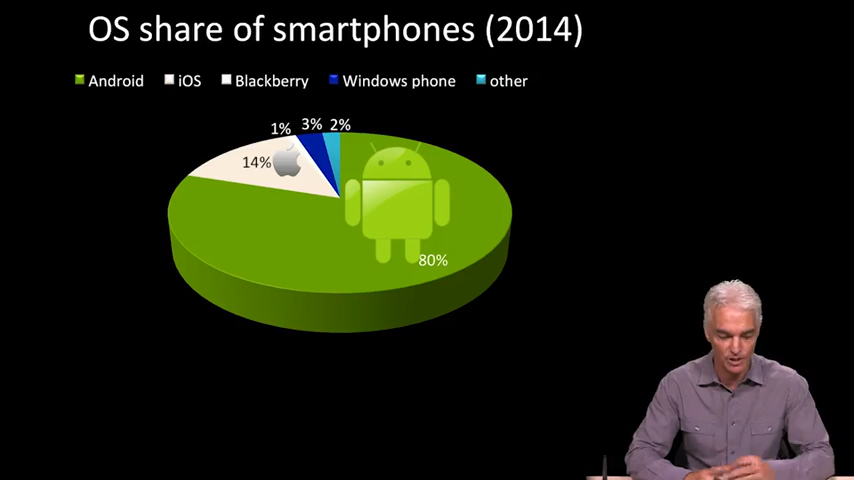 OS share of smartphones (2014)
Android iOS Blackberry Windows phone other
1% 3% 2%
14%
80%